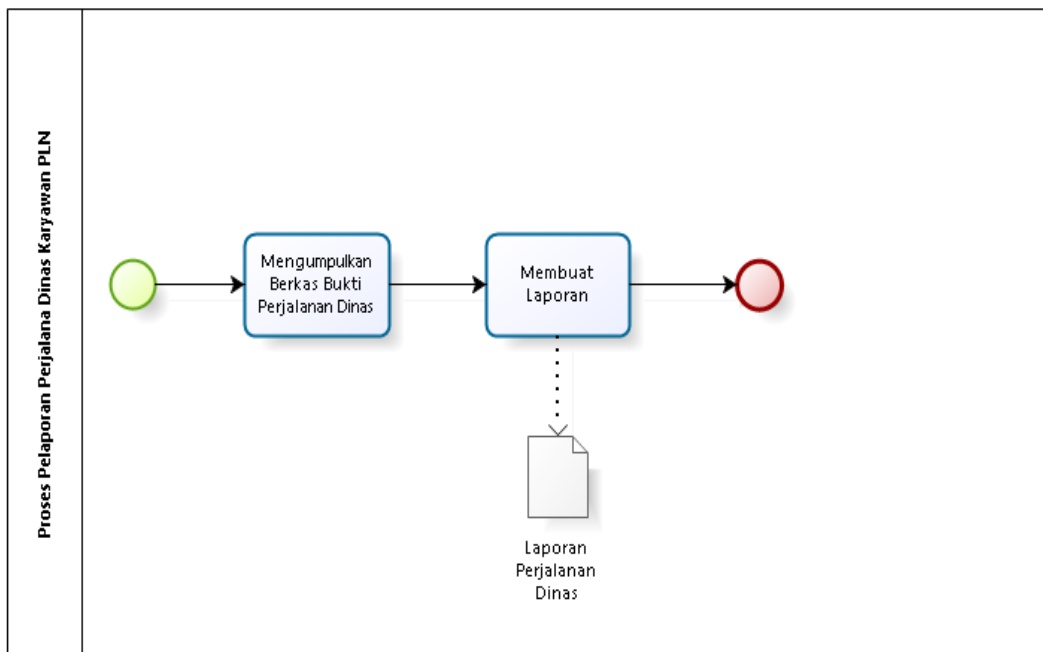 Proses Pelaporan Perjalana Dinas Karyawan PLN
Mengumpulkan
Berkas Bukti
Perjalanan Dinas
Membuat
Laporan
Laporan
Perjalanan
Dinas